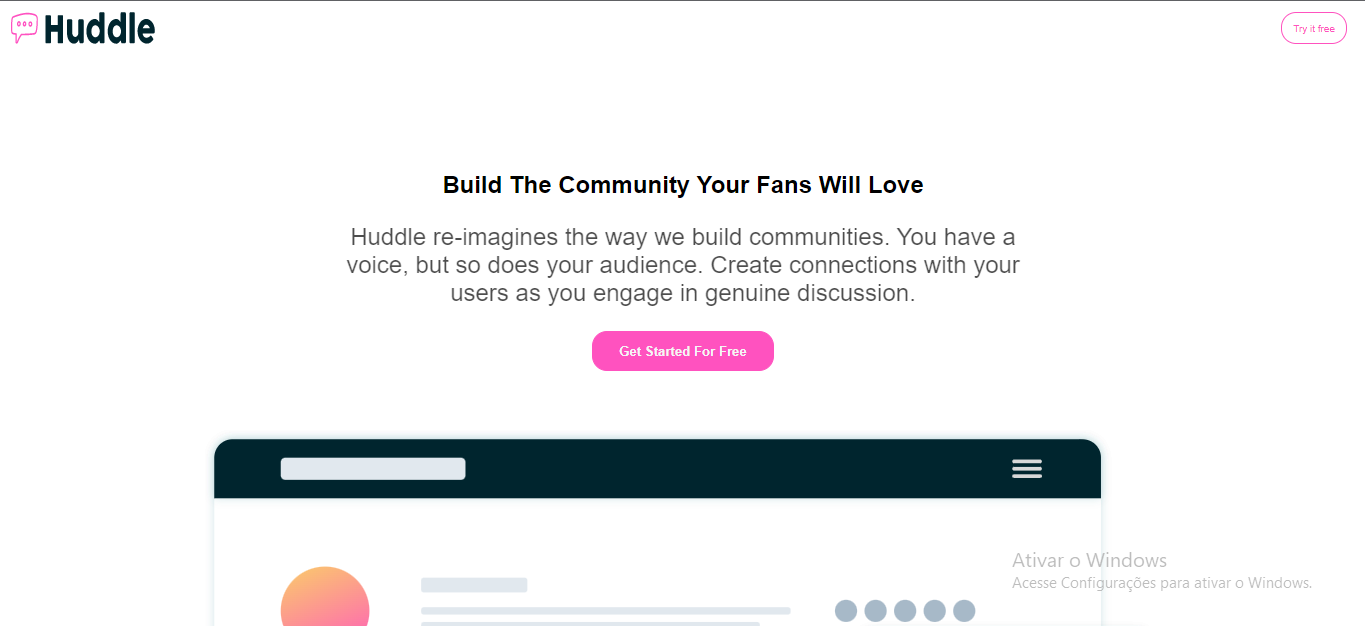 Huddle
Try it free
Build The Community Your Fans Will Love
Huddle re-imagines the way we build communities. You have a
voice, but so does your audience. Create connections with your
users as you engage in genuine discussion.
Get Started For Free
Ativar o Windows
Acesse Configurações para ativar o Windows.